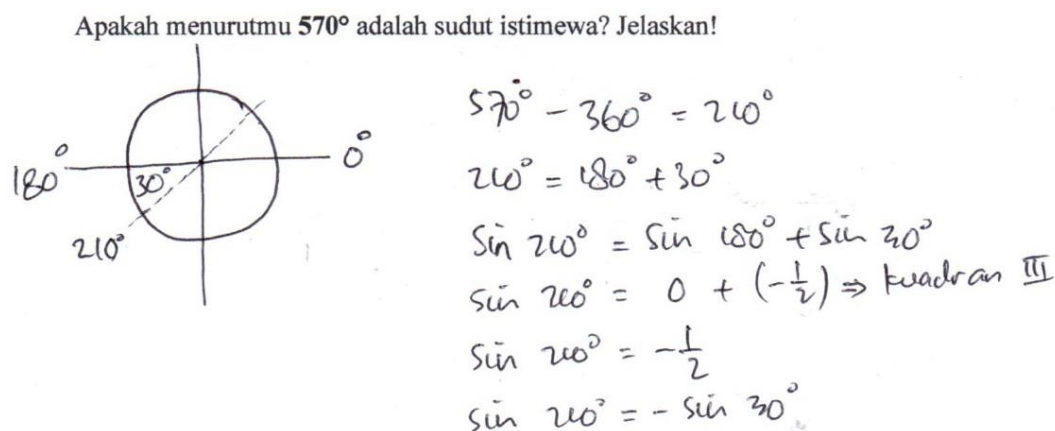 Apakah menurutmu 570° adalah sudut istimewa? Jelaskan!
180°
0°
30°
210°
570° - 360° = 210°
210° = 180° + 30°
Sin 210° = Sin 180° + Sin 30°
Sin 210° = 0 + (-1/2) ⇒ kuadran III
Sin 210° = -1/2
Sin 210° = - Sin 30°